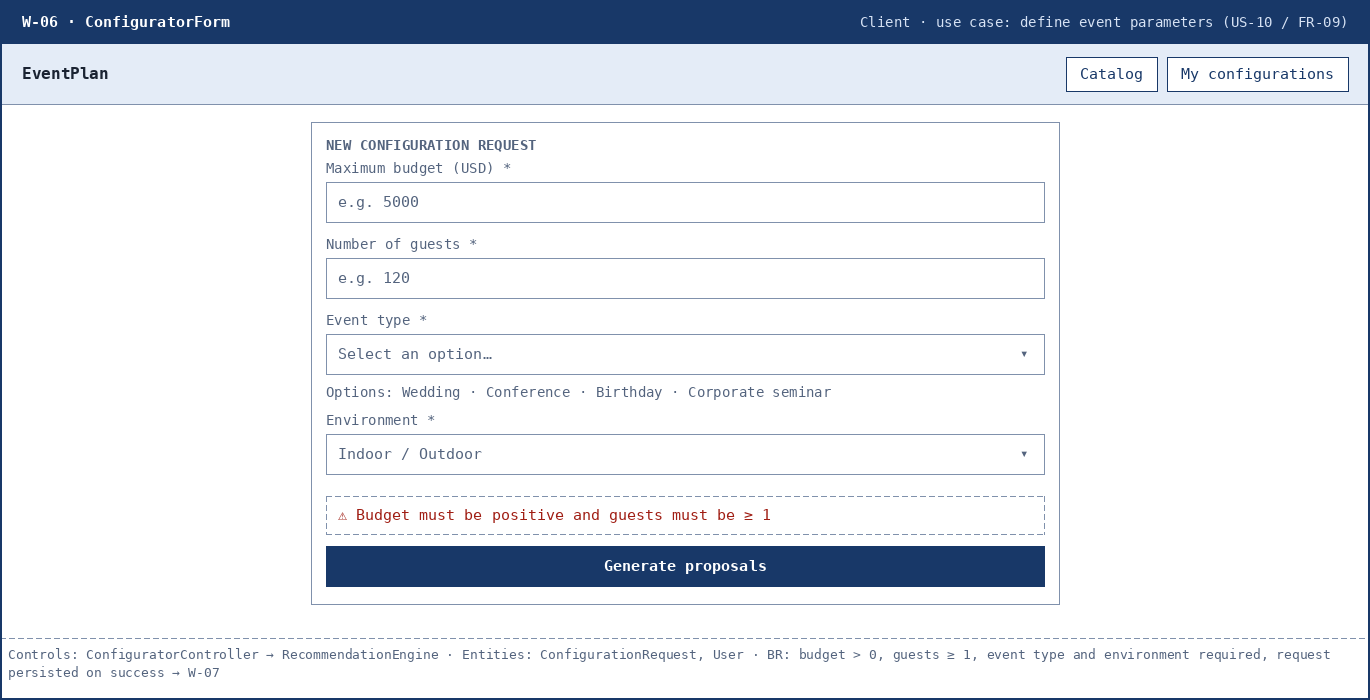 W-06 · ConfiguratorForm
Client · use case: define event parameters (US-10 / FR-09)
EventPlan
Catalog
My configurations
NEW CONFIGURATION REQUEST
Maximum budget (USD) *
e.g. 5000
Number of guests *
e.g. 120
Event type *
Select an option… ▾
Options: Wedding · Conference · Birthday · Corporate seminar
Environment *
Indoor / Outdoor ▾
⚠ Budget must be positive and guests must be ≥ 1
Generate proposals
Controls: ConfiguratorController → RecommendationEngine · Entities: ConfigurationRequest, User · BR: budget > 0, guests ≥ 1, event type and environment required, request
persisted on success → W-07